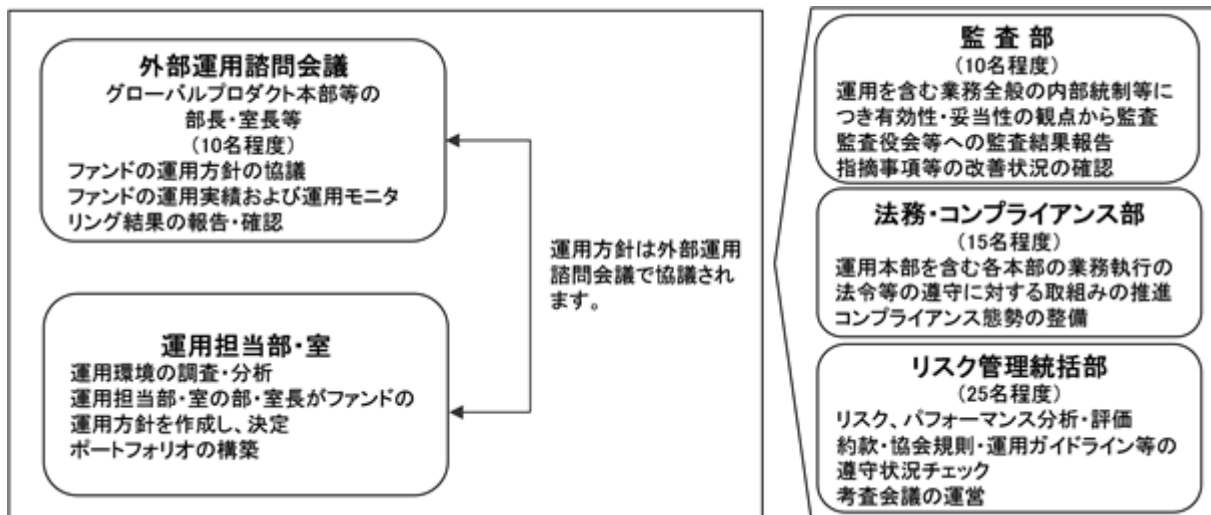 外部運用諮問会議
グローバルプロダクト本部等の
部長・室長等
(10名程度)
ファンドの運用方針の協議
ファンドの運用実績および運用モニタ
リング結果の報告・確認
運用方針は外部運用
諮問会議で協議され
ます。
運用担当部・室
運用環境の調査・分析
運用担当部・室の部・室長がファンドの
運用方針を作成し、決定
ポートフォリオの構築
監 査 部
(10名程度)
運用を含む業務全般の内部統制等に
つき有効性・妥当性の観点から監査
監査役会等への監査結果報告
指摘事項等の改善状況の確認
法務・コンプライアンス部
(15名程度)
運用本部を含む各本部の業務執行の
法令等の遵守に対する取組みの推進
コンプライアンス態勢の整備
リスク管理統括部
(25名程度)
リスク、パフォーマンス分析・評価
約款・協会規則・運用ガイドライン等の
遵守状況チェック
考査会議の運営